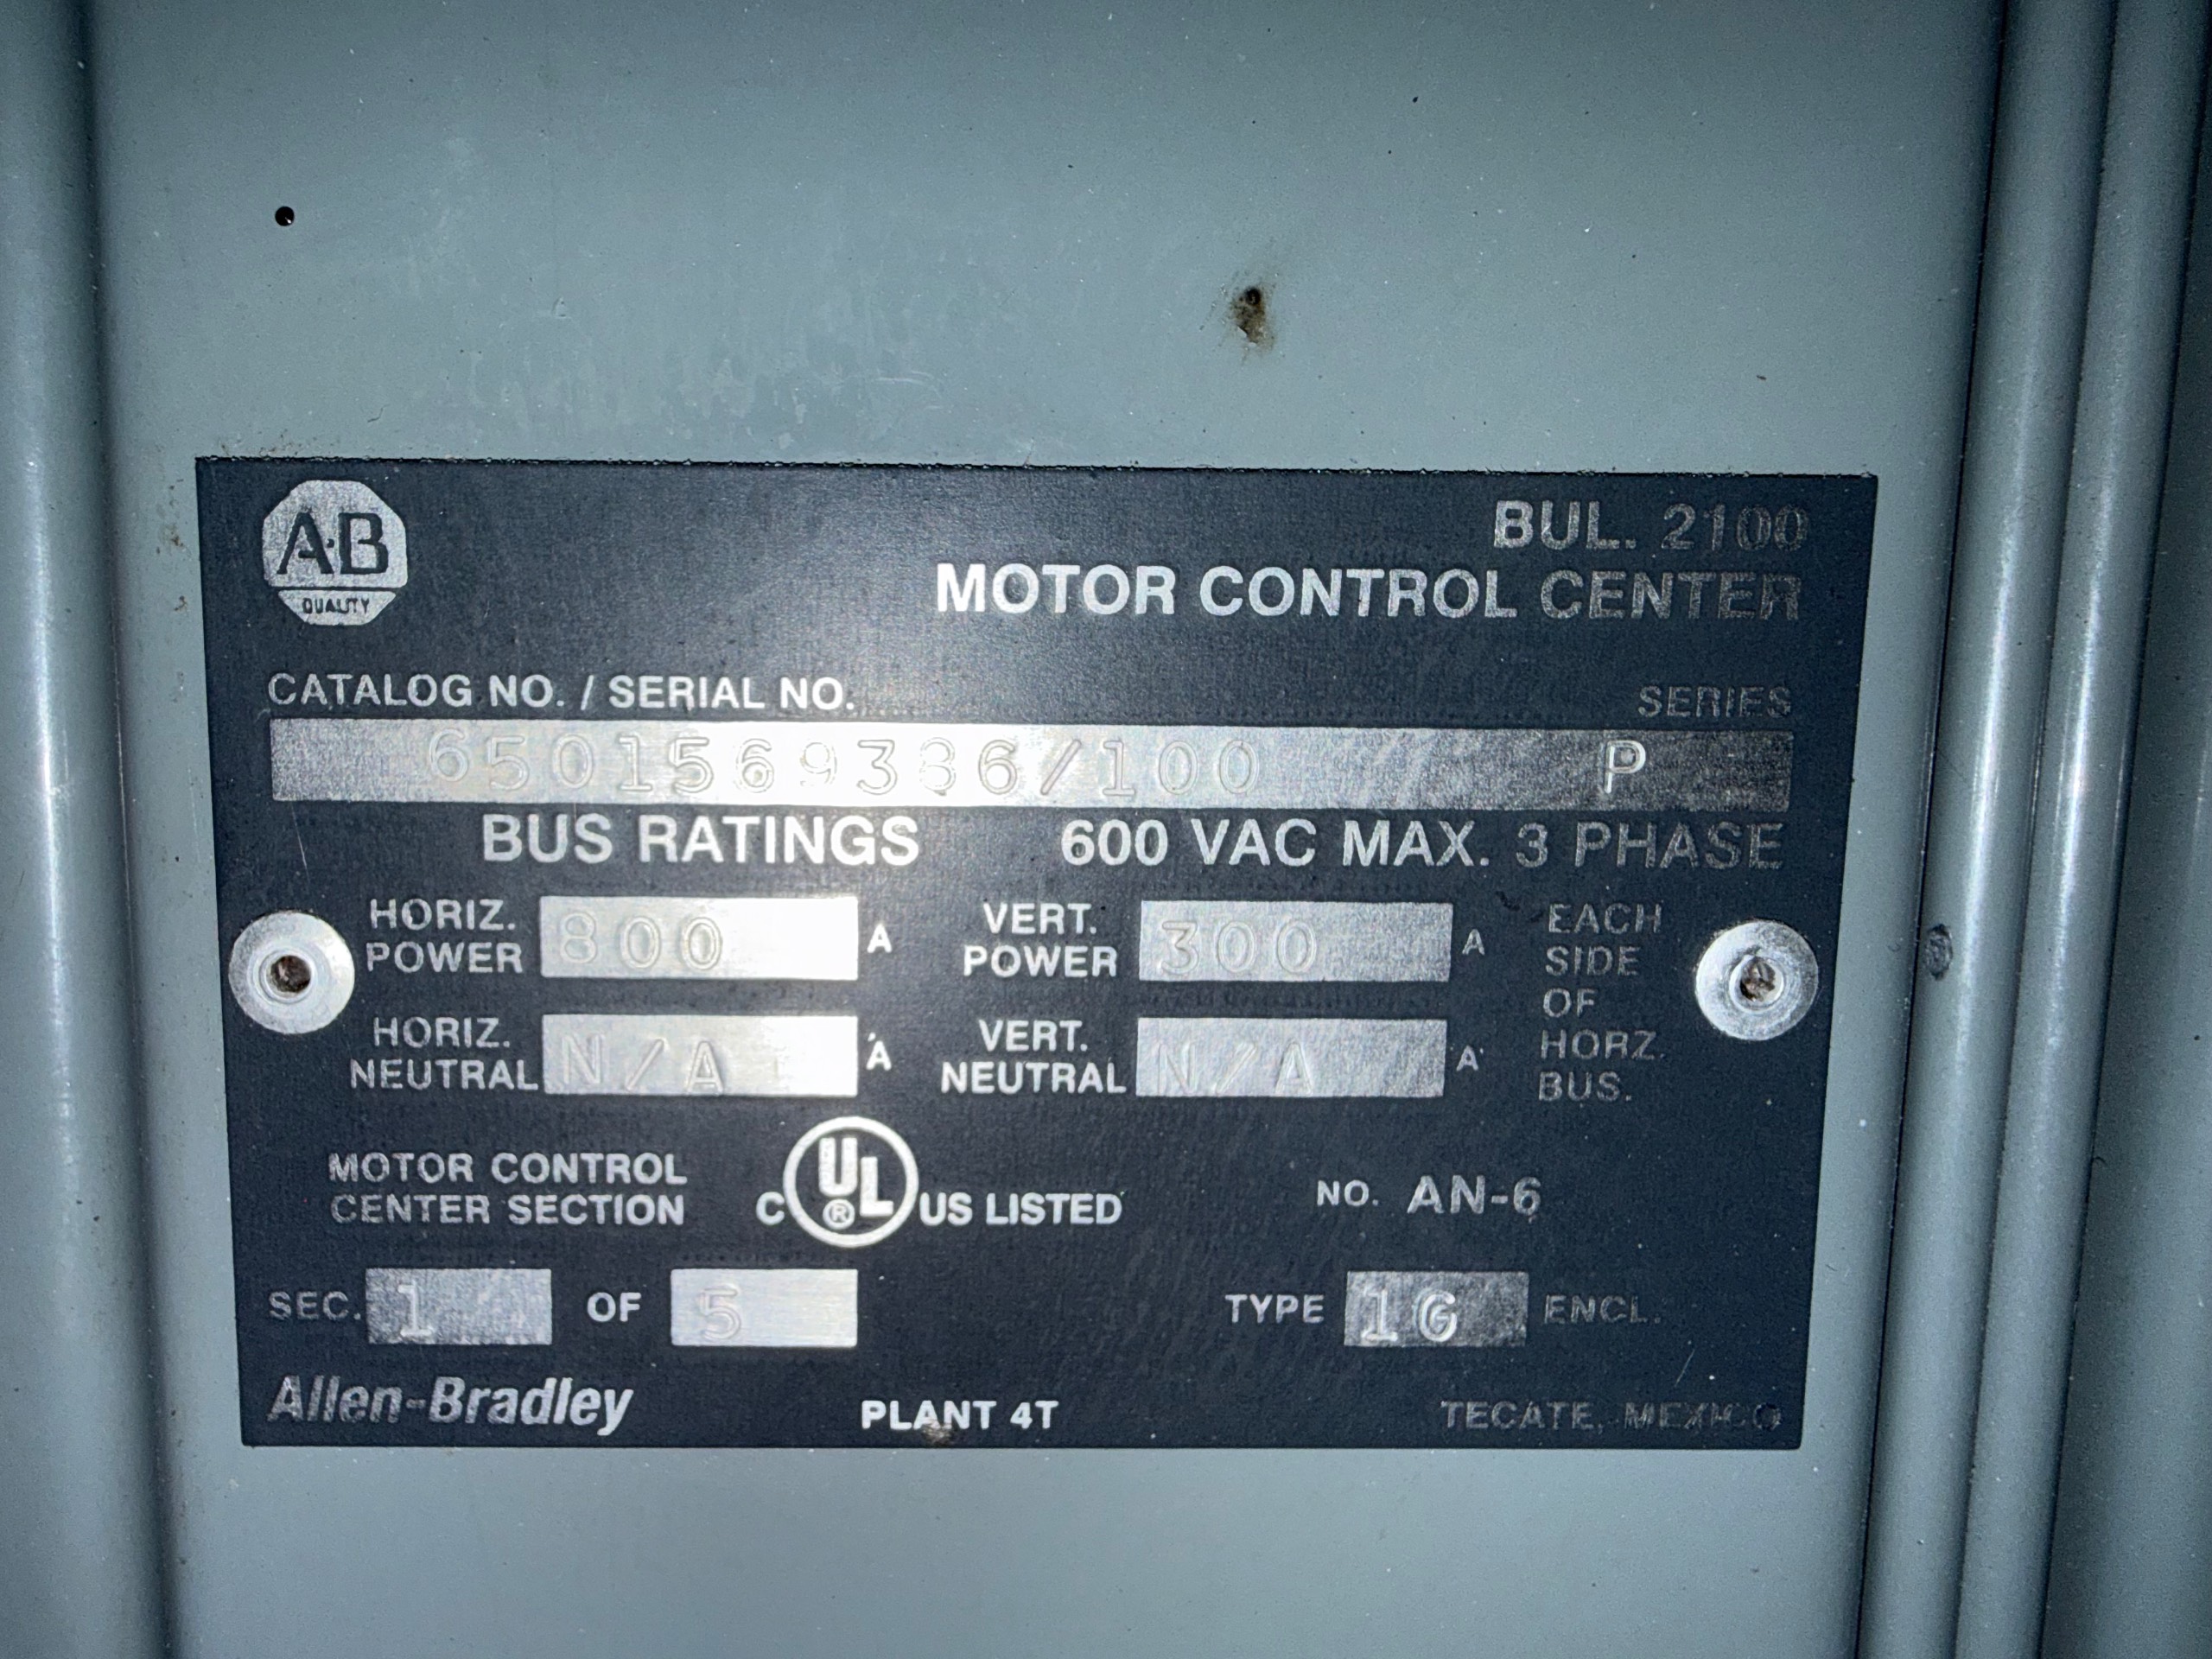 A·B
QUALITY
BUL. 2100
MOTOR CONTROL CENTER
CATALOG NO. / SERIAL NO. SERIES
6501569386/100 P
BUS RATINGS 600 VAC MAX. 3 PHASE
HORIZ. POWER 800 A VERT. POWER 300 A EACH SIDE OF HORZ. BUS.
HORIZ. NEUTRAL N/A A VERT. NEUTRAL N/A A
MOTOR CONTROL
CENTER SECTION
C UL ® US LISTED
NO. AN-6
SEC. 1 OF 5 TYPE 1G ENCL.
Allen-Bradley PLANT 4T TECATE, MEXICO